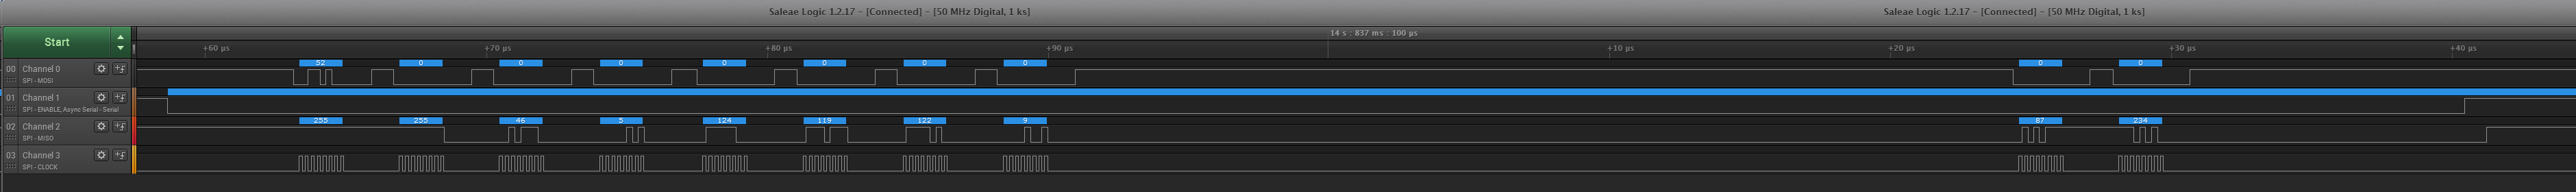 Saleae Logic 1.2.17 - [Connected] - [50 MHz Digital, 1 ks] Saleae Logic 1.2.17 - [Connected] - [50 MHz Digital, 1 ks]
Start
14 s : 837 ms : 100 µs
+60 µs +70 µs +80 µs +90 µs +10 µs +20 µs +30 µs +40 µs
00 Channel 0
SPI - MOSI
52 0 0 0 0 0 0 0 0 0
01 Channel 1
SPI - ENABLE, Async Serial - Serial
02 Channel 2
SPI - MISO
255 255 46 5 124 119 122 9 87 234
03 Channel 3
SPI - CLOCK